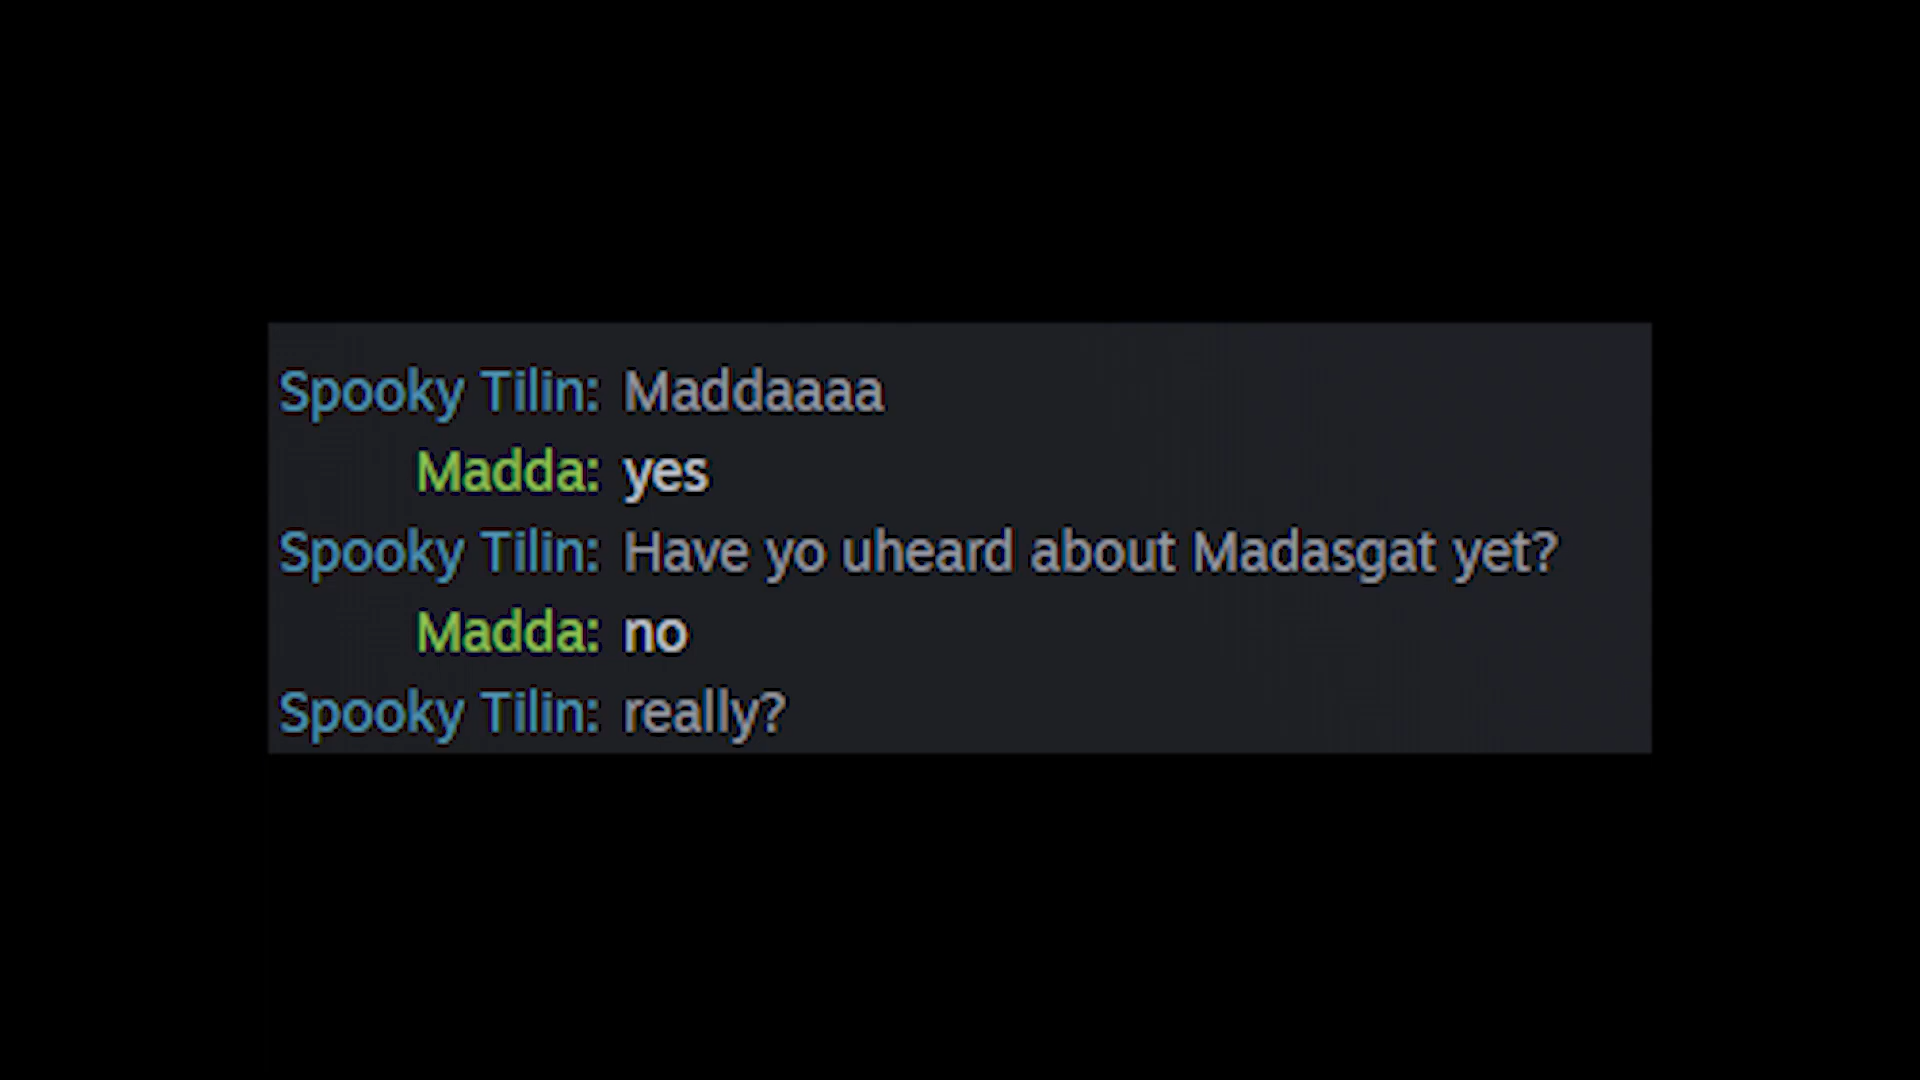 Spooky Tilin: Maddaaaa
Madda: yes
Spooky Tilin: Have yo uheard about Madasgat yet?
Madda: no
Spooky Tilin: really?